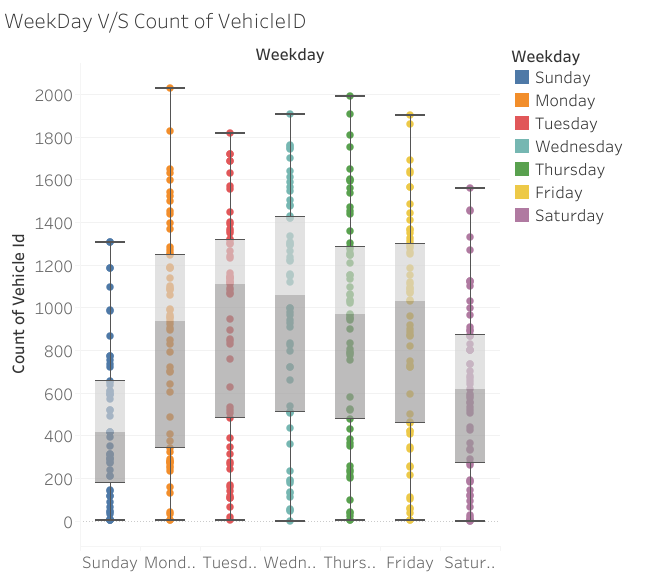 WeekDay V/S Count of VehicleID
Weekday
Weekday
Sunday
Monday
Tuesday
Wednesday
Thursday
Friday
Saturday
Count of Vehicle Id
2000
1800
1600
1400
1200
1000
800
600
400
200
0
Sunday Mond.. Tuesd.. Wedn.. Thurs.. Friday Satur..